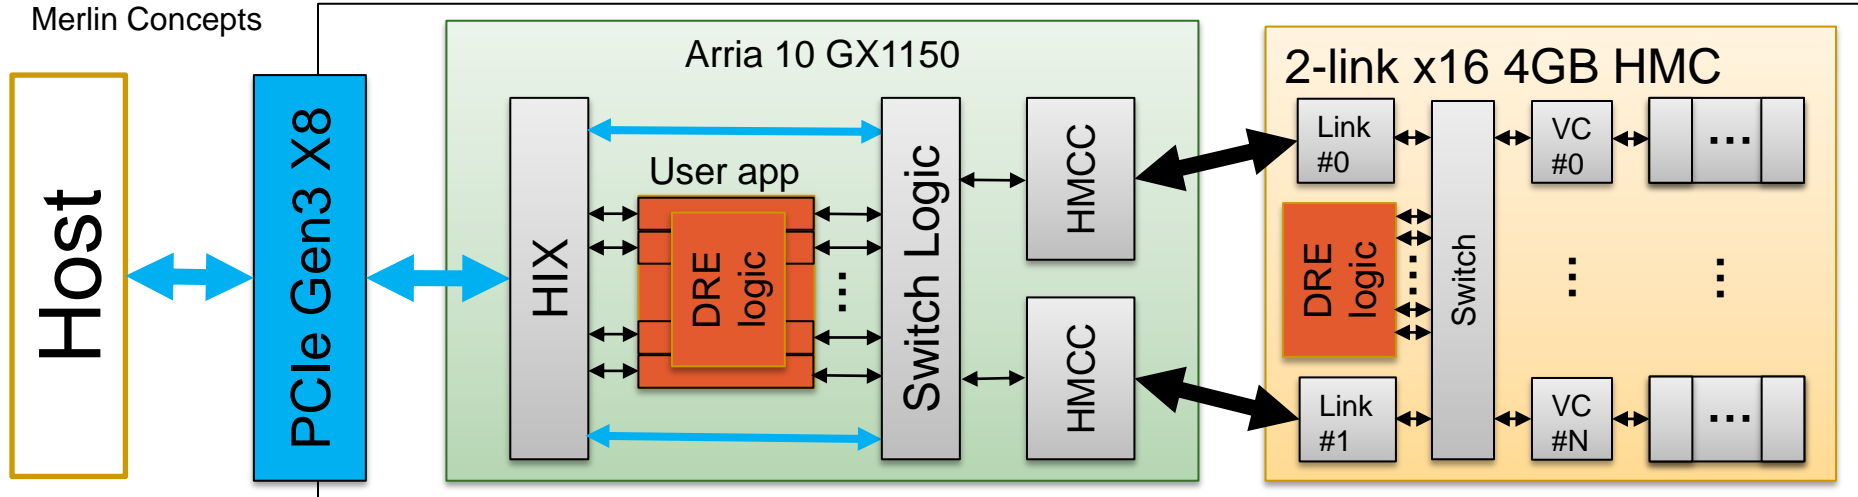 Merlin Concepts
Host
PCIe Gen3 X8
Arria 10 GX1150
HIX
User app
DRE
logic
Switch Logic
HMCC
HMCC
2-link x16 4GB HMC
Link
#0
DRE
logic
Link
#1
Switch
VC
#0
VC
#N